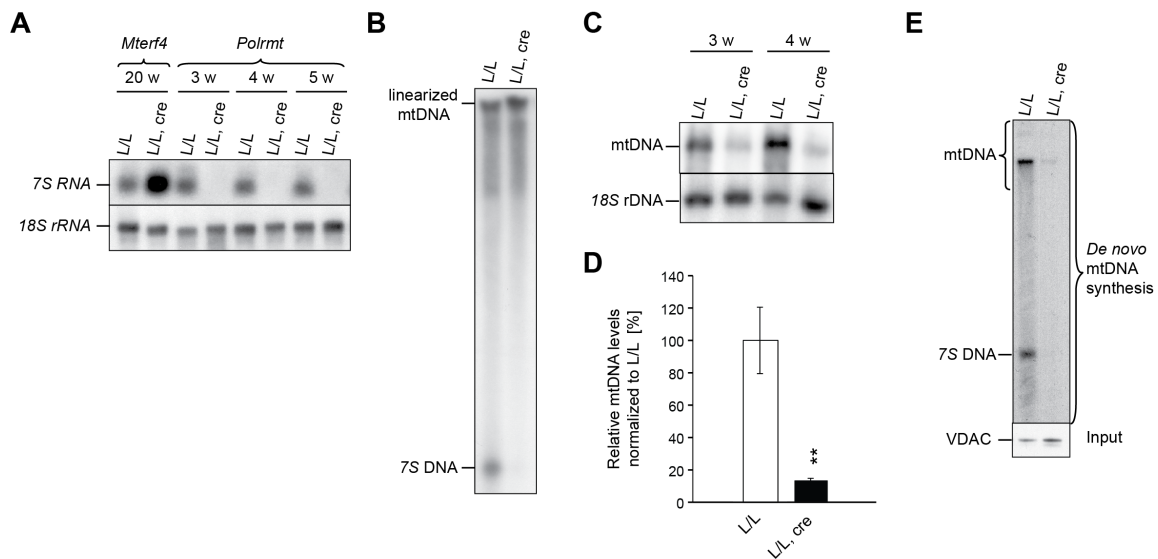 A
Mterf4 Polrmt
20 w 3 w 4 w 5 w
L/L L/L, cre L/L L/L, cre L/L L/L, cre L/L L/L, cre
7S RNA
18S rRNA
B
L/L L/L, cre
linearized
mtDNA
7S DNA
C
3 w 4 w
L/L L/L, cre L/L L/L, cre
mtDNA
18S rDNA
D
Relative mtDNA levels
normalized to L/L [%]
140
120
100
80
60
40
20
0
**
L/L L/L, cre
E
L/L L/L, cre
mtDNA
De novo
mtDNA
synthesis
7S DNA
VDAC Input